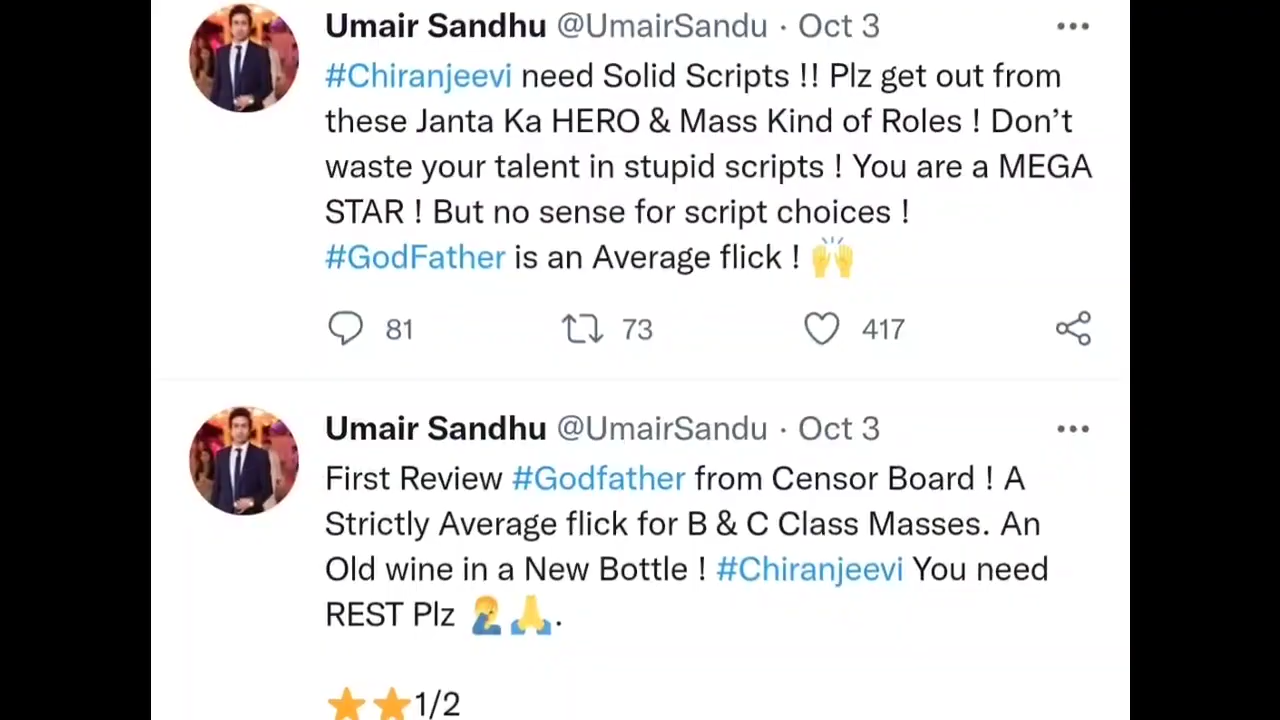 Umair Sandhu @UmairSandu · Oct 3
#Chiranjeevi need Solid Scripts !! Plz get out from
these Janta Ka HERO & Mass Kind of Roles ! Don’t
waste your talent in stupid scripts ! You are a MEGA
STAR ! But no sense for script choices !
#GodFather is an Average flick ! 🙌
81 73 417
Umair Sandhu @UmairSandu · Oct 3
First Review #Godfather from Censor Board ! A
Strictly Average flick for B & C Class Masses. An
Old wine in a New Bottle ! #Chiranjeevi You need
REST Plz 🤦‍♂️🙏.
⭐⭐1/2